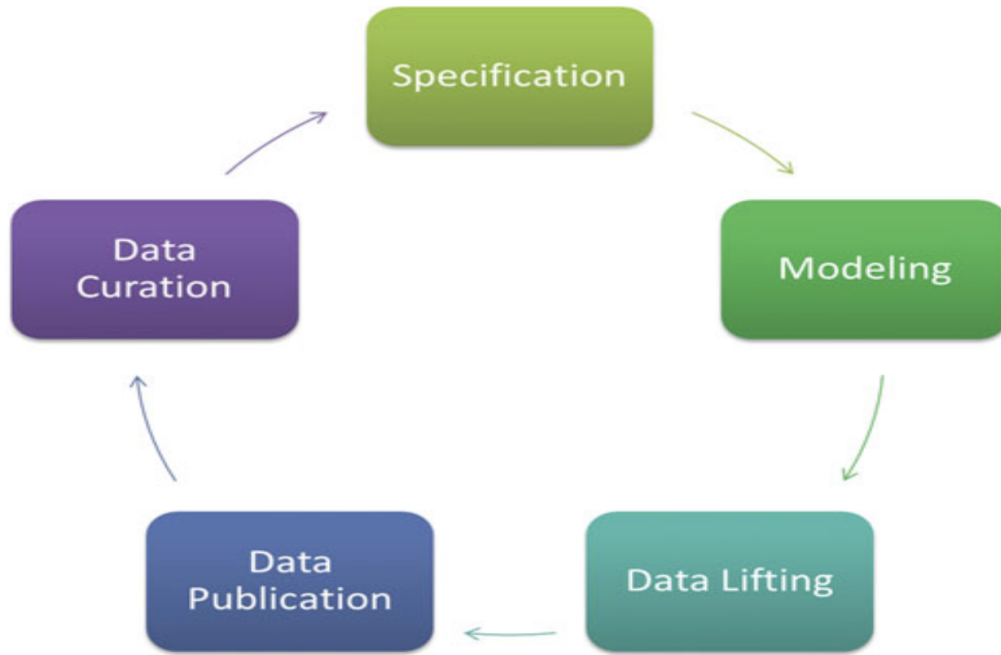 Specification
Modeling
Data Lifting
Data
Publication
Data
Curation